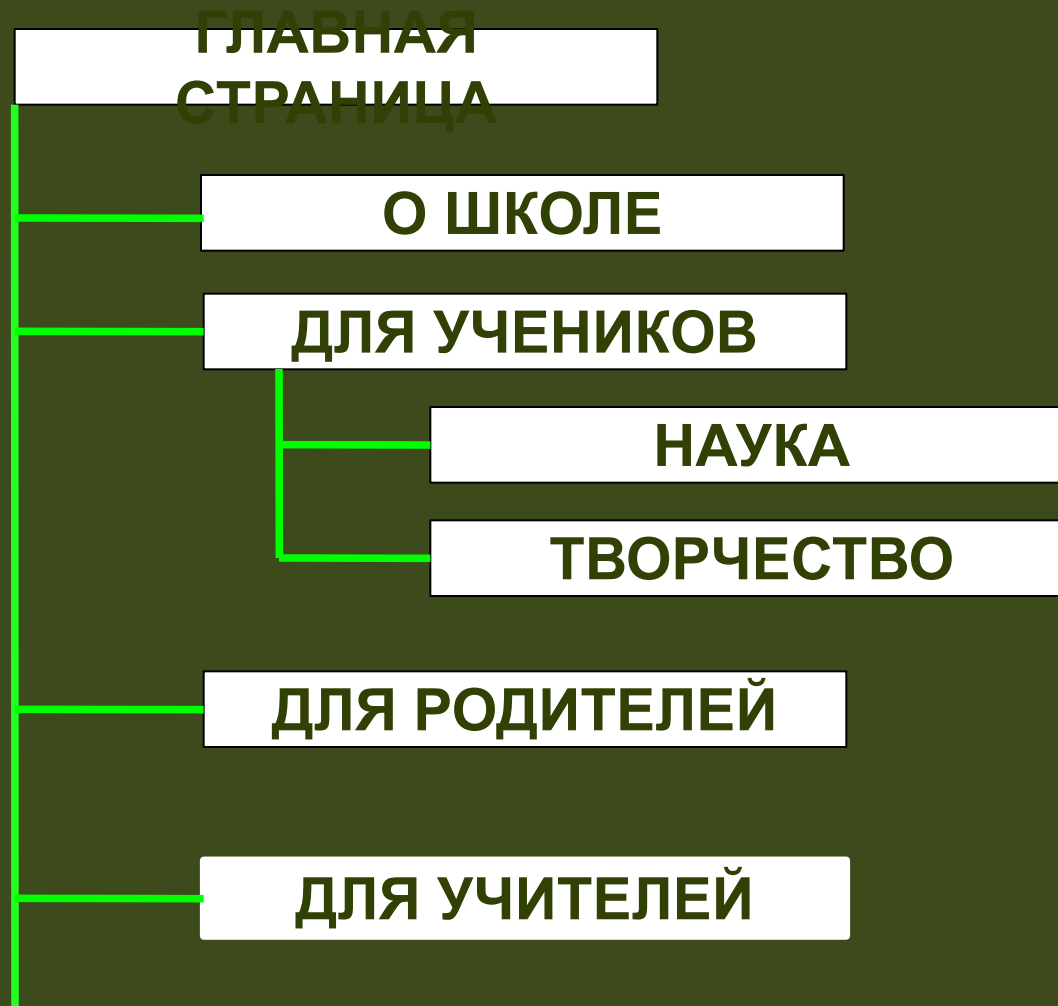 ГЛАВНАЯ
СТРАНИЦА
О ШКОЛЕ
ДЛЯ УЧЕНИКОВ
НАУКА
ТВОРЧЕСТВО
ДЛЯ РОДИТЕЛЕЙ
ДЛЯ УЧИТЕЛЕЙ